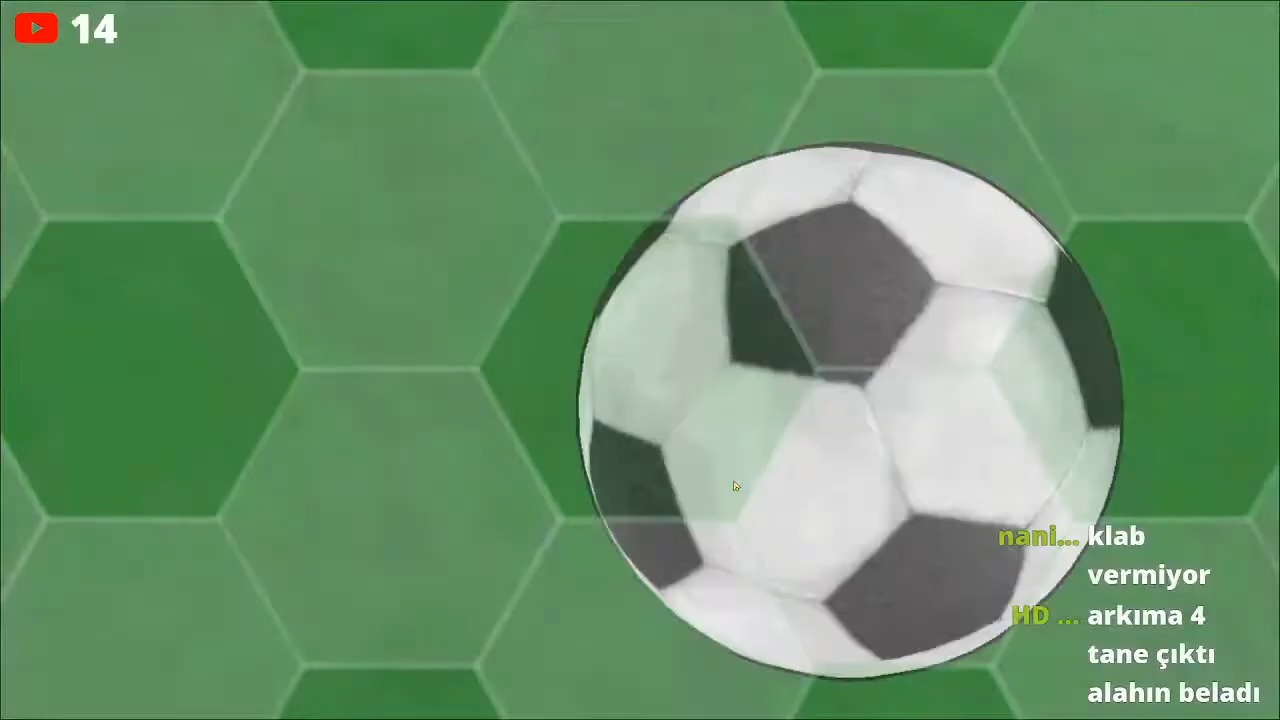 14
nani... klab
vermiyor
HD ... arkıma 4
tane çıktı
alahın beladı